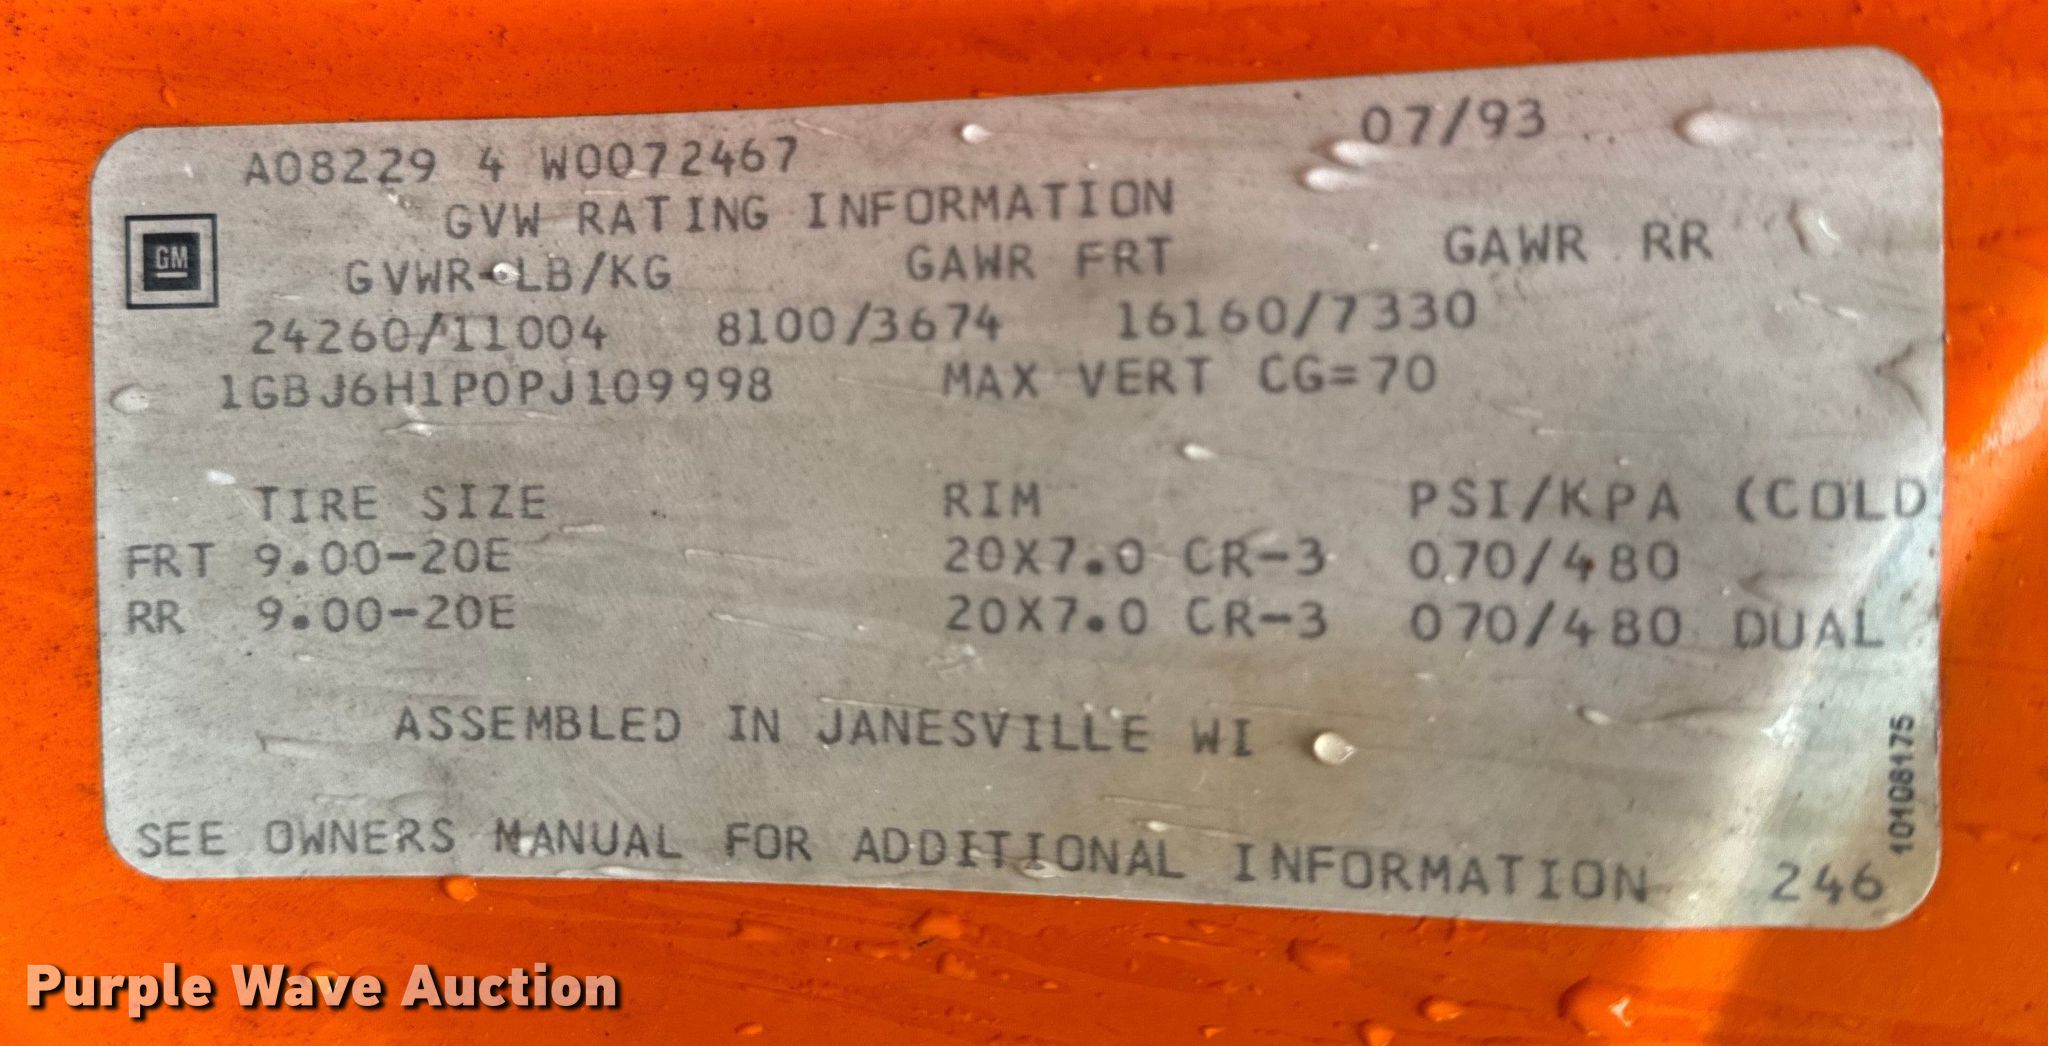 A08229 4 W0072467 07/93
GVW RATING INFORMATION
GM
GVWR-LB/KG GAWR FRT GAWR RR
24260/11004 8100/3674 16160/7330
1GBJ6H1P0PJ109998 MAX VERT CG=70
TIRE SIZE RIM PSI/KPA (COLD
FRT 9.00-20E 20X7.0 CR-3 070/480
RR 9.00-20E 20X7.0 CR-3 070/480 DUAL
ASSEMBLED IN JANESVILLE WI
10108175
SEE OWNERS MANUAL FOR ADDITIONAL INFORMATION 246
Purple Wave Auction